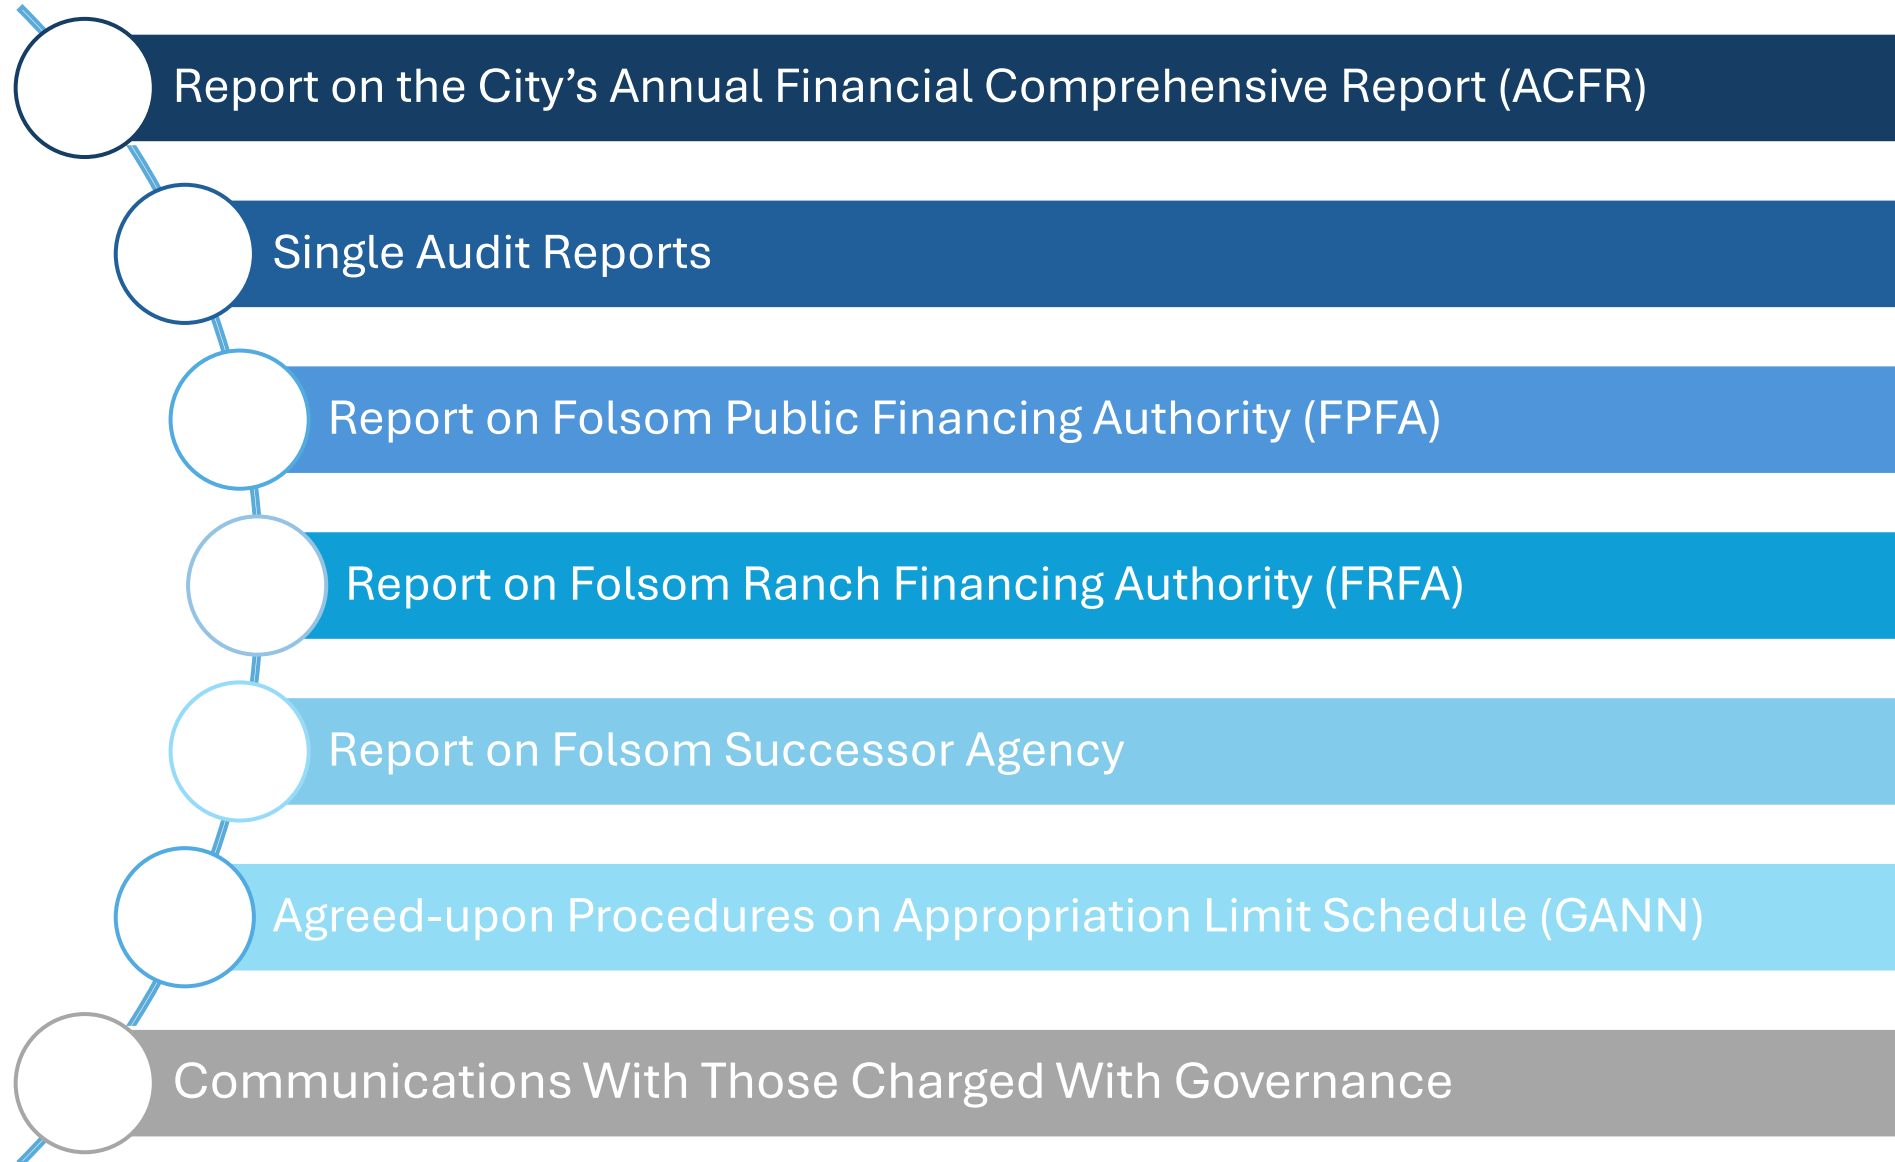 Report on the City’s Annual Financial Comprehensive Report (ACFR)
Single Audit Reports
Report on Folsom Public Financing Authority (FPFA)
Report on Folsom Ranch Financing Authority (FRFA)
Report on Folsom Successor Agency
Agreed-upon Procedures on Appropriation Limit Schedule (GANN)
Communications With Those Charged With Governance